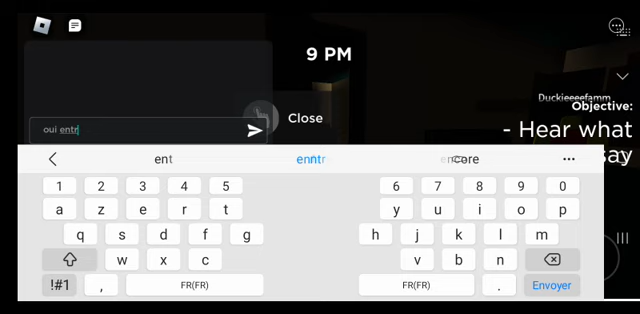 9 PM
Duckieeeefamm
Objective:
- Hear what
say
Close
oui entr
ent
encore
1 2 3 4 5 6 7 8 9 0
a z e r t y u i o p
q s d f g h j k l m
w x c v b n
!#1 , FR(FR) FR(FR) . Envoyer